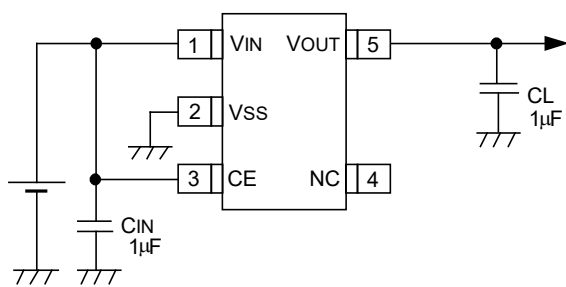 1 VIN VOUT 5
2 VSS
3 CE NC 4
CIN
1μF
CL
1μF